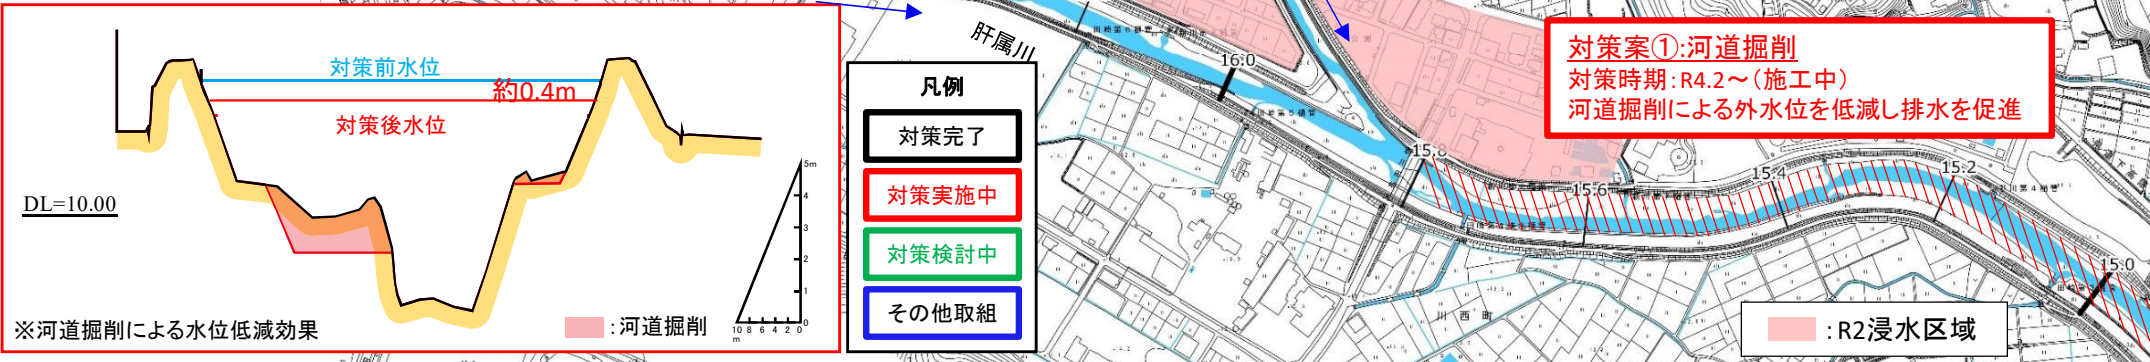 対策前水位
約0.4m
対策後水位
DL=10.00
※河道掘削による水位低減効果
:河道掘削
5m
4
3
2
1
0
10 8 6 4 2 0
m
凡例
対策完了
対策実施中
対策検討中
その他取組
肝属川
16.0
15.8
15.6
15.4
15.2
15.0
川西町
対策案①:河道掘削
対策時期:R4.2～(施工中)
河道掘削による外水位を低減し排水を促進
:R2浸水区域